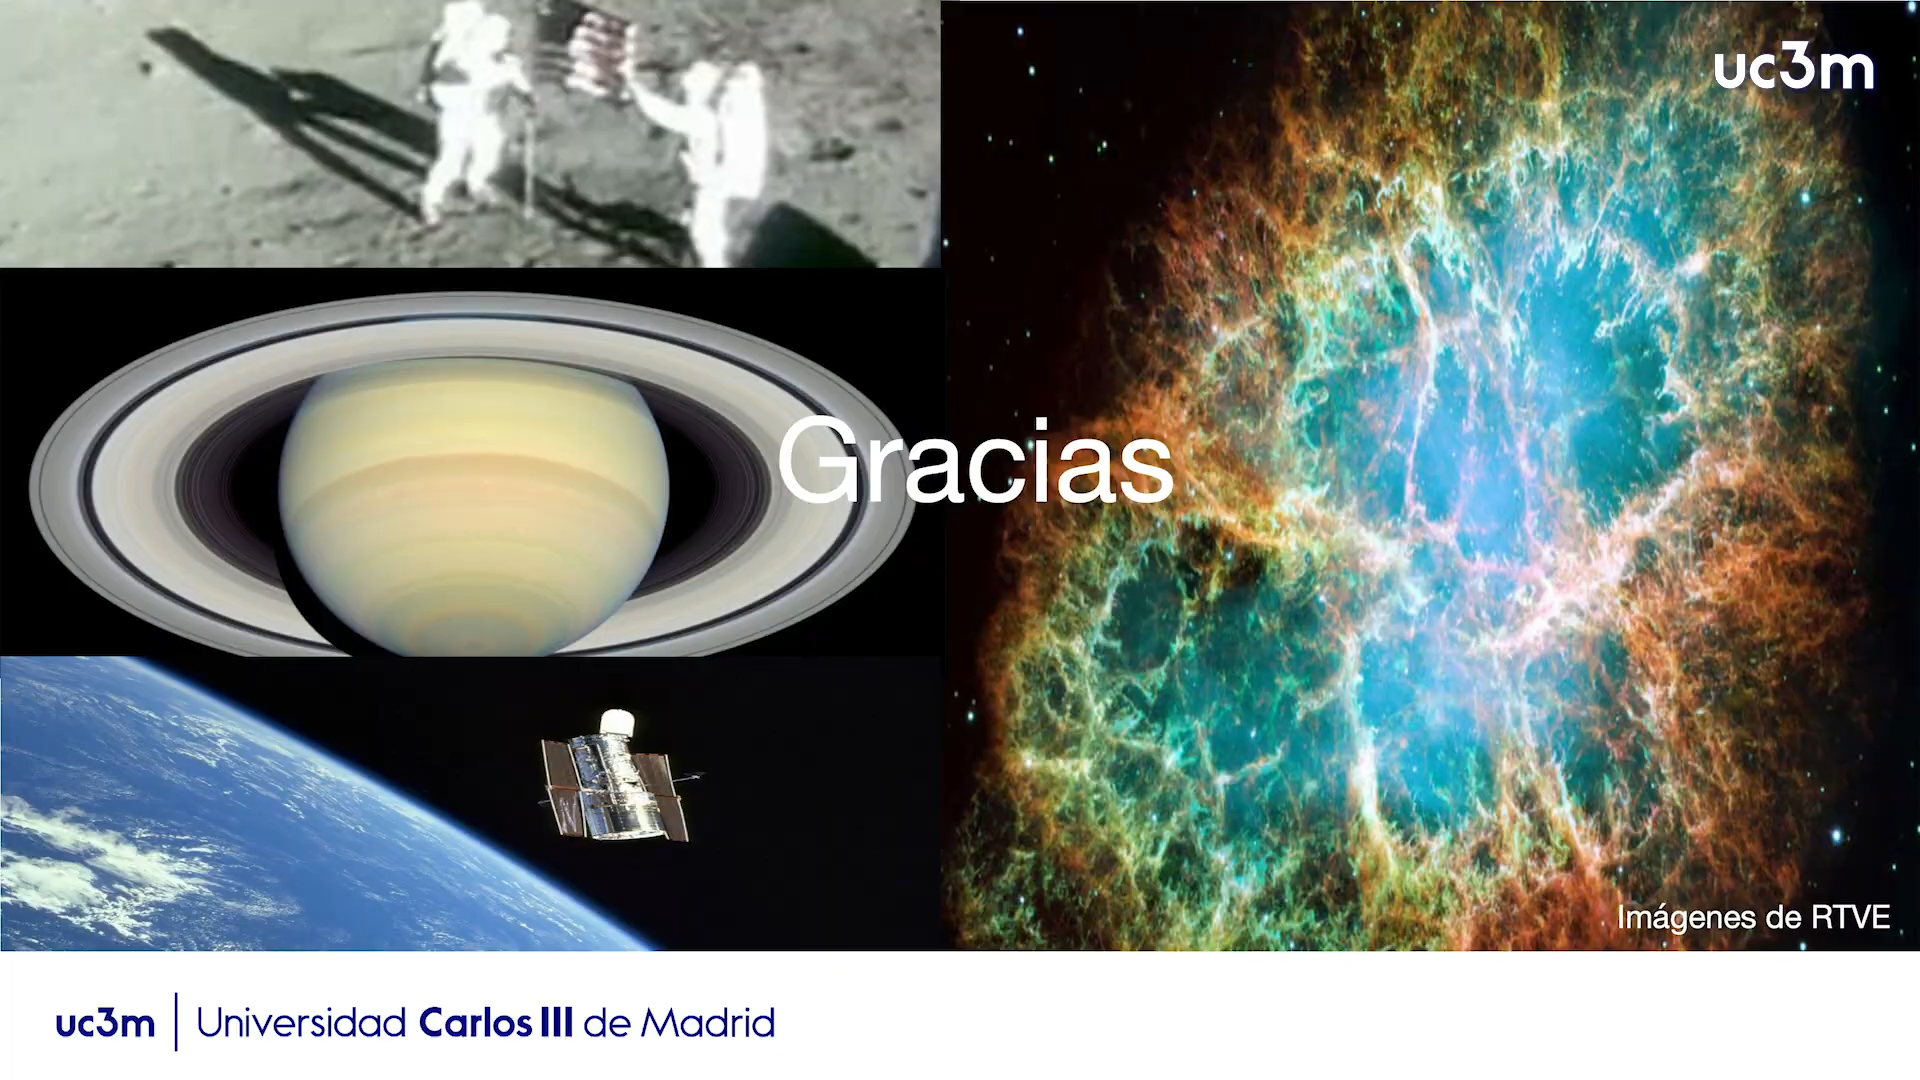 uc3m
Gracias
Imágenes de RTVE
uc3m | Universidad Carlos III de Madrid